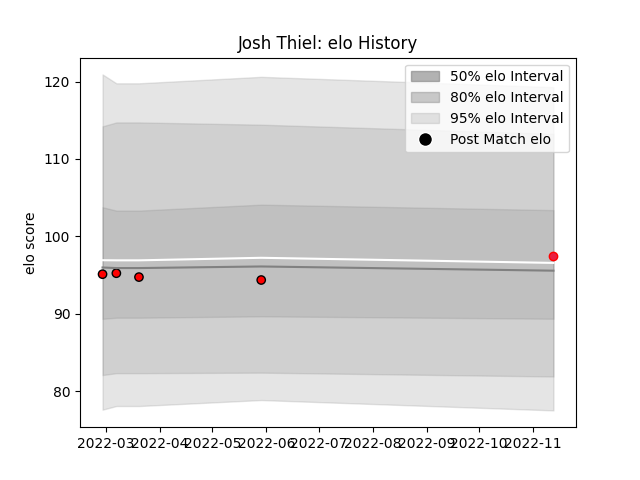 Josh Thiel: elo History
120
110
100
90
80
elo score
50% elo Interval
80% elo Interval
95% elo Interval
Post Match elo
2022-03 2022-04 2022-05 2022-06 2022-07 2022-08 2022-09 2022-10 2022-11